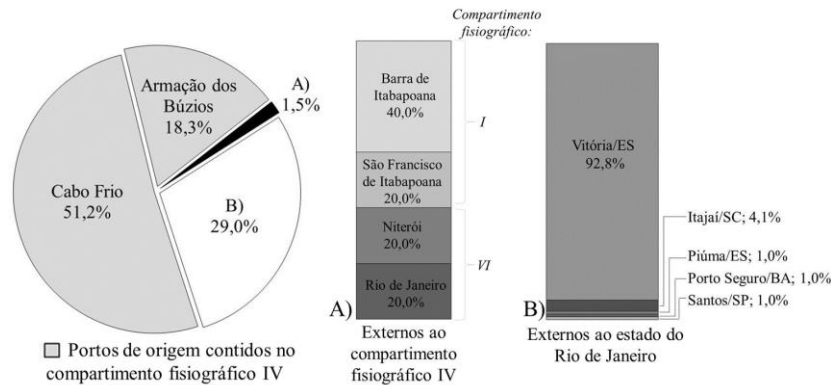 Armação dos
Búzios
18,3%
A)
1,5%
Cabo Frio
51,2%
B)
29,0%
Portos de origem contidos no
compartimento fisiográfico IV
Compartimento
fisiográfico:
Barra de
Itabapoana
40,0%
I
São Francisco
de Itabapoana
20,0%
Niterói
20,0%
VI
Rio de Janeiro
20,0%
A)
Externos ao
compartimento
fisiográfico IV
Vitória/ES
92,8%
Itajaí/SC; 4,1%
Piúma/ES; 1,0%
Porto Seguro/BA; 1,0%
Santos/SP; 1,0%
B)
Externos ao estado do
Rio de Janeiro